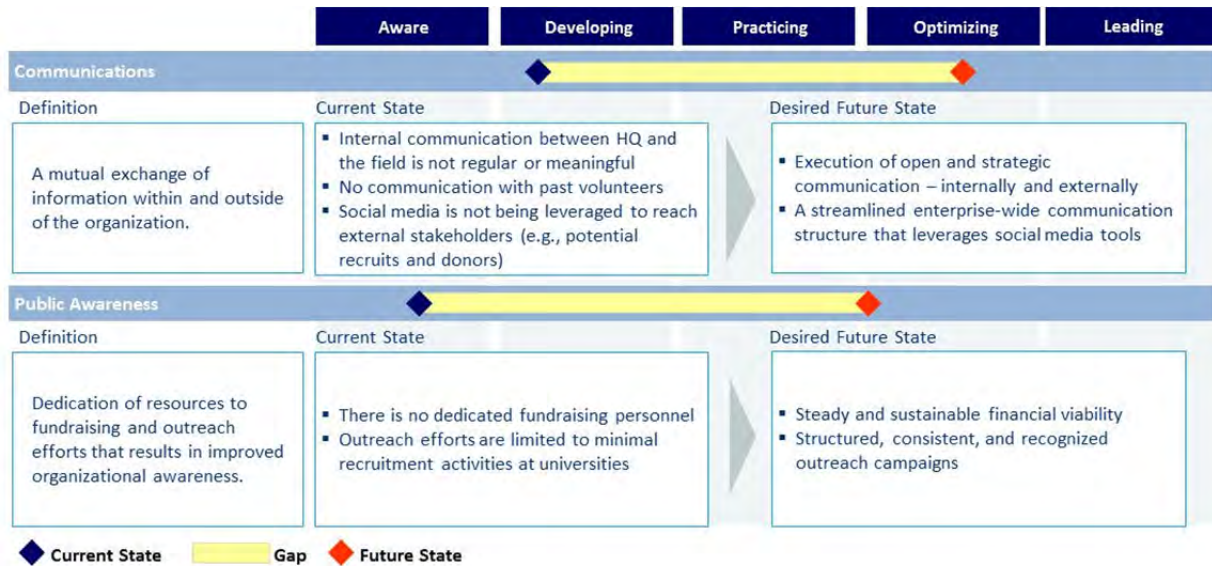 Aware Developing Practicing Optimizing Leading
Communications
Definition
A mutual exchange of
information within and outside
of the organization.
Current State
▪ Internal communication between HQ and
the field is not regular or meaningful
▪ No communication with past volunteers
▪ Social media is not being leveraged to reach
external stakeholders (e.g., potential
recruits and donors)
Desired Future State
▪ Execution of open and strategic
communication – internally and externally
▪ A streamlined enterprise-wide communication
structure that leverages social media tools
Public Awareness
Definition
Dedication of resources to
fundraising and outreach
efforts that results in improved
organizational awareness.
Current State
▪ There is no dedicated fundraising personnel
▪ Outreach efforts are limited to minimal
recruitment activities at universities
Desired Future State
▪ Steady and sustainable financial viability
▪ Structured, consistent, and recognized
outreach campaigns
Current State Gap Future State